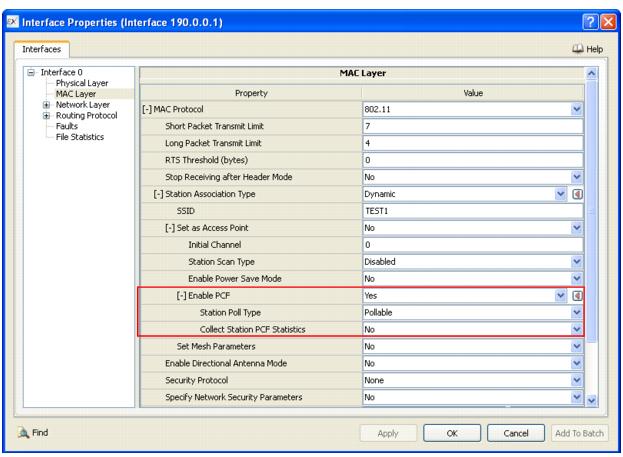 Interface Properties (Interface 190.0.0.1)
Interfaces
Help
Interface 0
Physical Layer
MAC Layer
Network Layer
Routing Protocol
Faults
File Statistics
MAC Layer
Property Value
[-] MAC Protocol 802.11
Short Packet Transmit Limit 7
Long Packet Transmit Limit 4
RTS Threshold (bytes) 0
Stop Receiving after Header Mode No
[-] Station Association Type Dynamic
SSID TEST1
[-] Set as Access Point No
Initial Channel 0
Station Scan Type Disabled
Enable Power Save Mode No
[-] Enable PCF Yes
Station Poll Type Pollable
Collect Station PCF Statistics No
Set Mesh Parameters No
Enable Directional Antenna Mode No
Security Protocol None
Specify Network Security Parameters No
Find
Apply OK Cancel Add To Batch